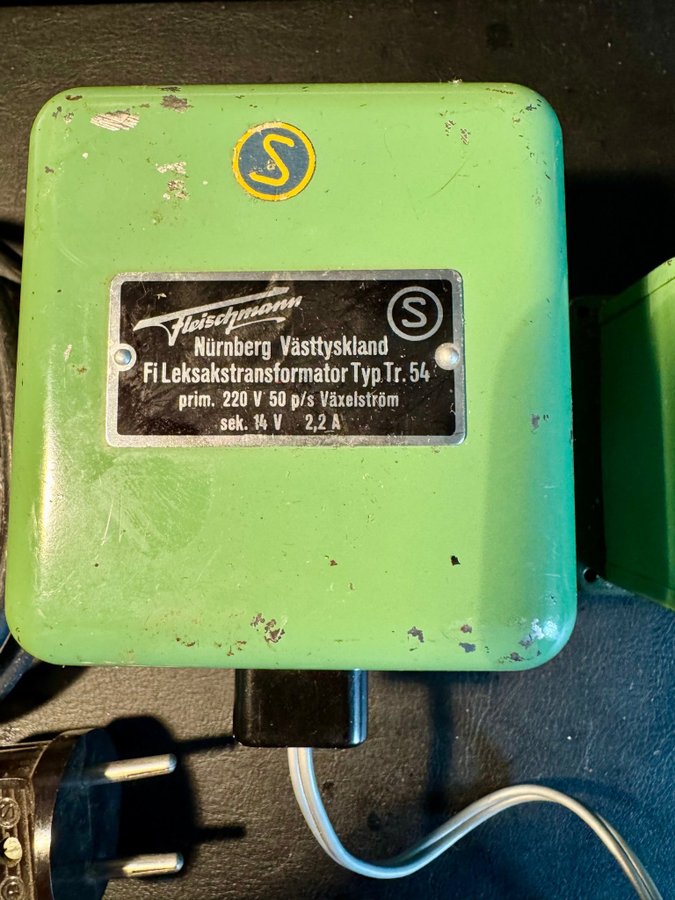 S
Fleischmann
S
Nürnberg Västtyskland
Fi Leksakstransformator Typ Tr. 54
prim. 220 V 50 p/s Växelström
sek. 14 V 2,2 A